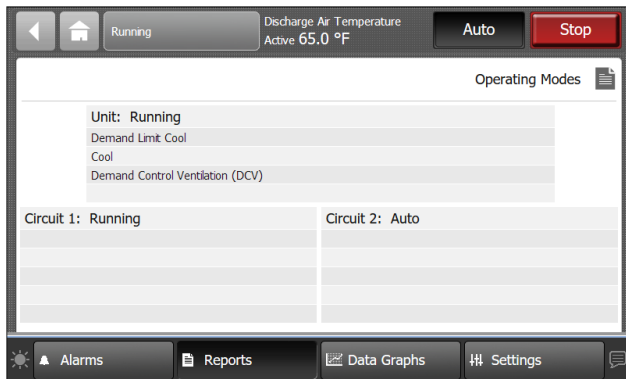 Running
Discharge Air Temperature
Active 65.0 °F
Auto
Stop
Operating Modes
Unit: Running
Demand Limit Cool
Cool
Demand Control Ventilation (DCV)
Circuit 1: Running
Circuit 2: Auto
Alarms
Reports
Data Graphs
Settings